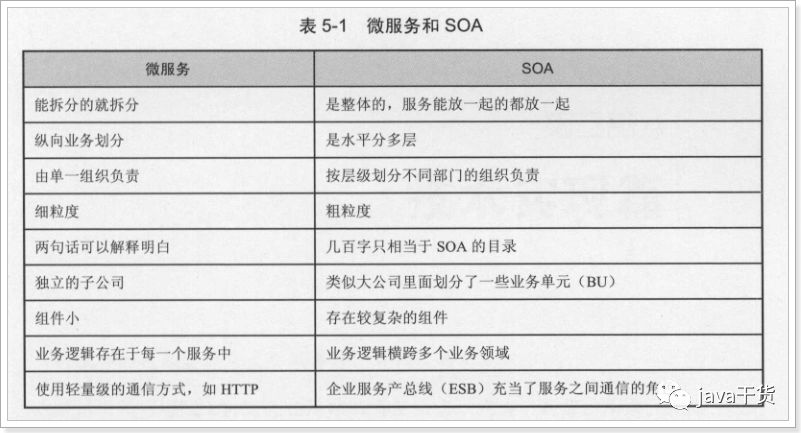 表 5-1 微服务和 SOA
微服务 SOA
能拆分的就拆分 是整体的，服务能放一起的都放一起
纵向业务划分 是水平分多层
由单一组织负责 按层级划分不同部门的组织负责
细粒度 粗粒度
两句话可以解释明白 几百字只相当于 SOA 的目录
独立的子公司 类似大公司里面划分了一些业务单元（BU）
组件小 存在较复杂的组件
业务逻辑存在于每一个服务中 业务逻辑横跨多个业务领域
使用轻量级的通信方式，如 HTTP 企业服务产总线（ESB）充当了服务之间通信的角
java干货